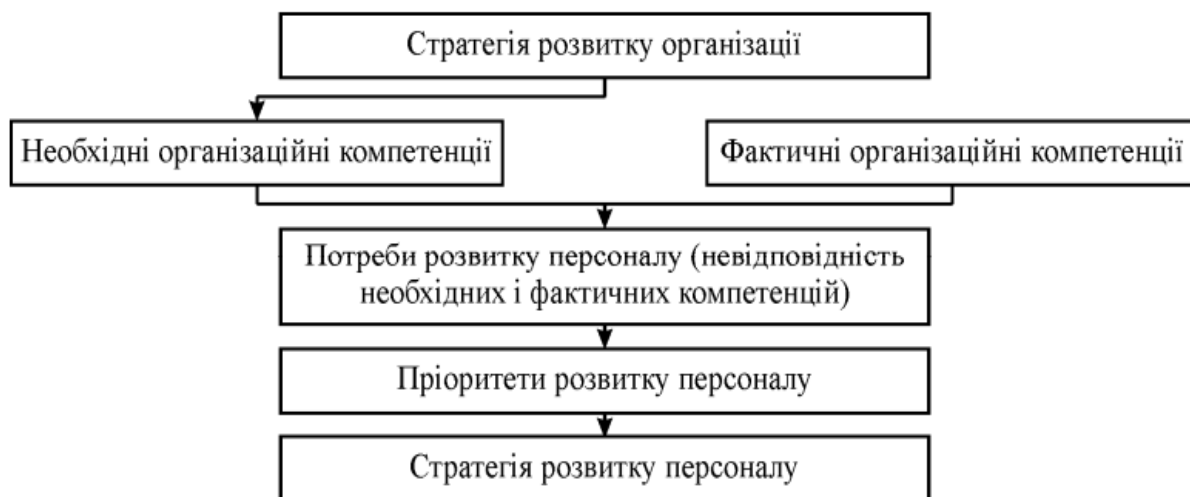 Стратегія розвитку організації
Необхідні організаційні компетенції
Фактичні організаційні компетенції
Потреби розвитку персоналу (невідповідність
необхідних і фактичних компетенцій)
Пріоритети розвитку персоналу
Стратегія розвитку персоналу